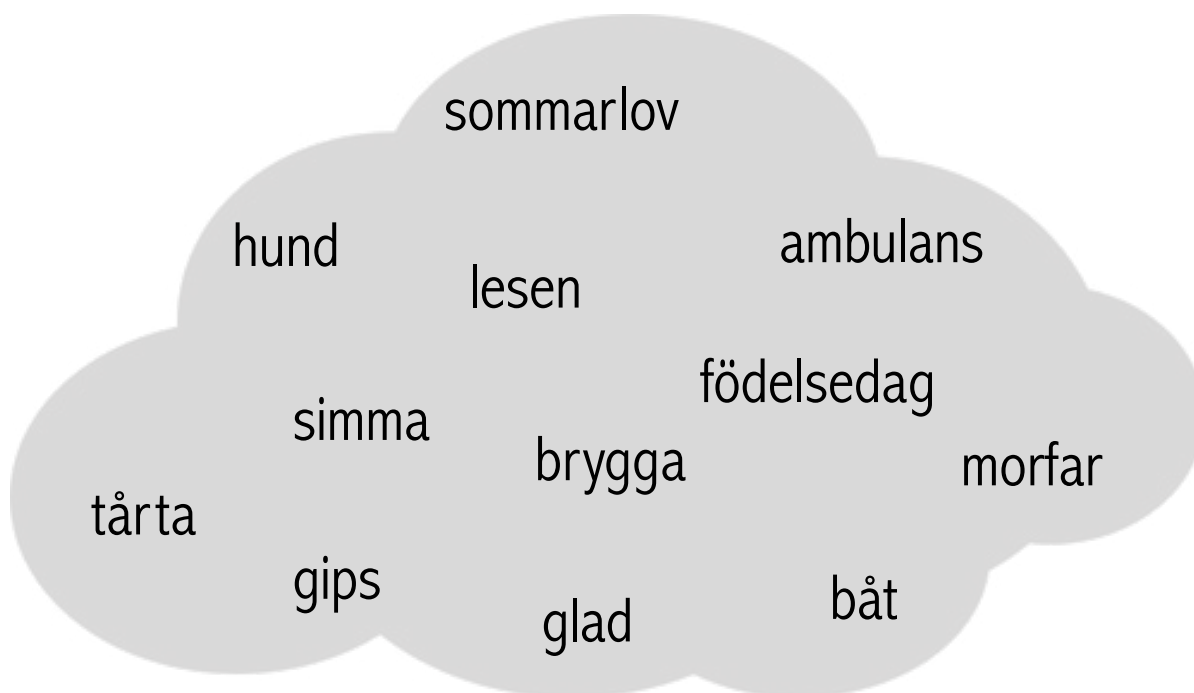 sommarlov
hund
ambulans
lesen
födelsedag
simma
brygga
morfar
tårta
gips
båt
glad